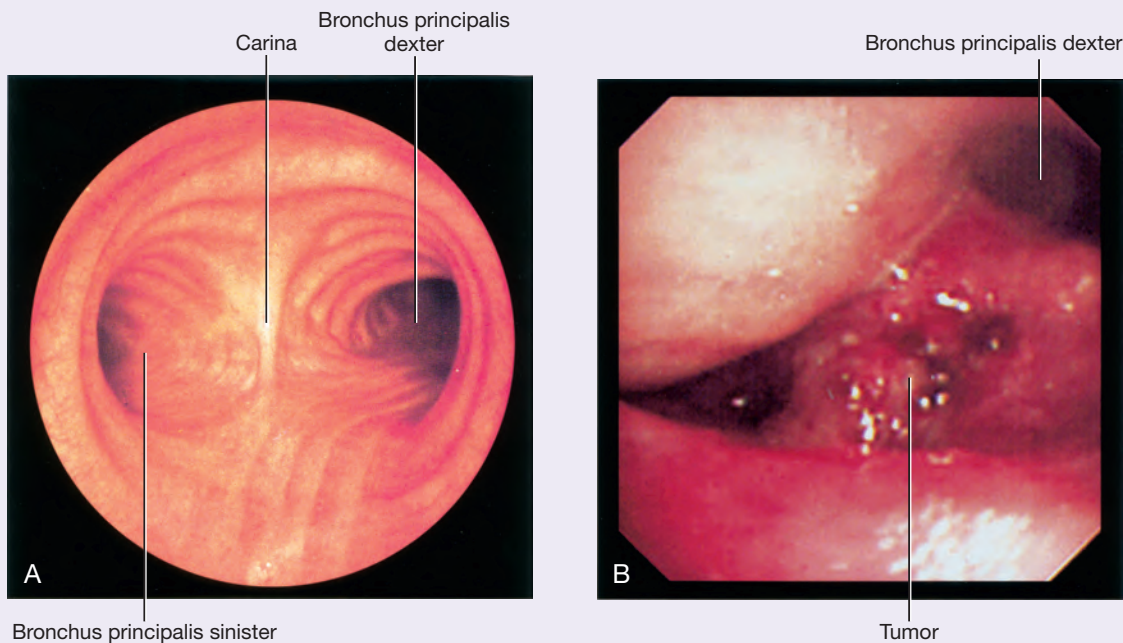 Carina
Bronchus principalis
dexter
A
Bronchus principalis sinister
Bronchus principalis dexter
B
Tumor